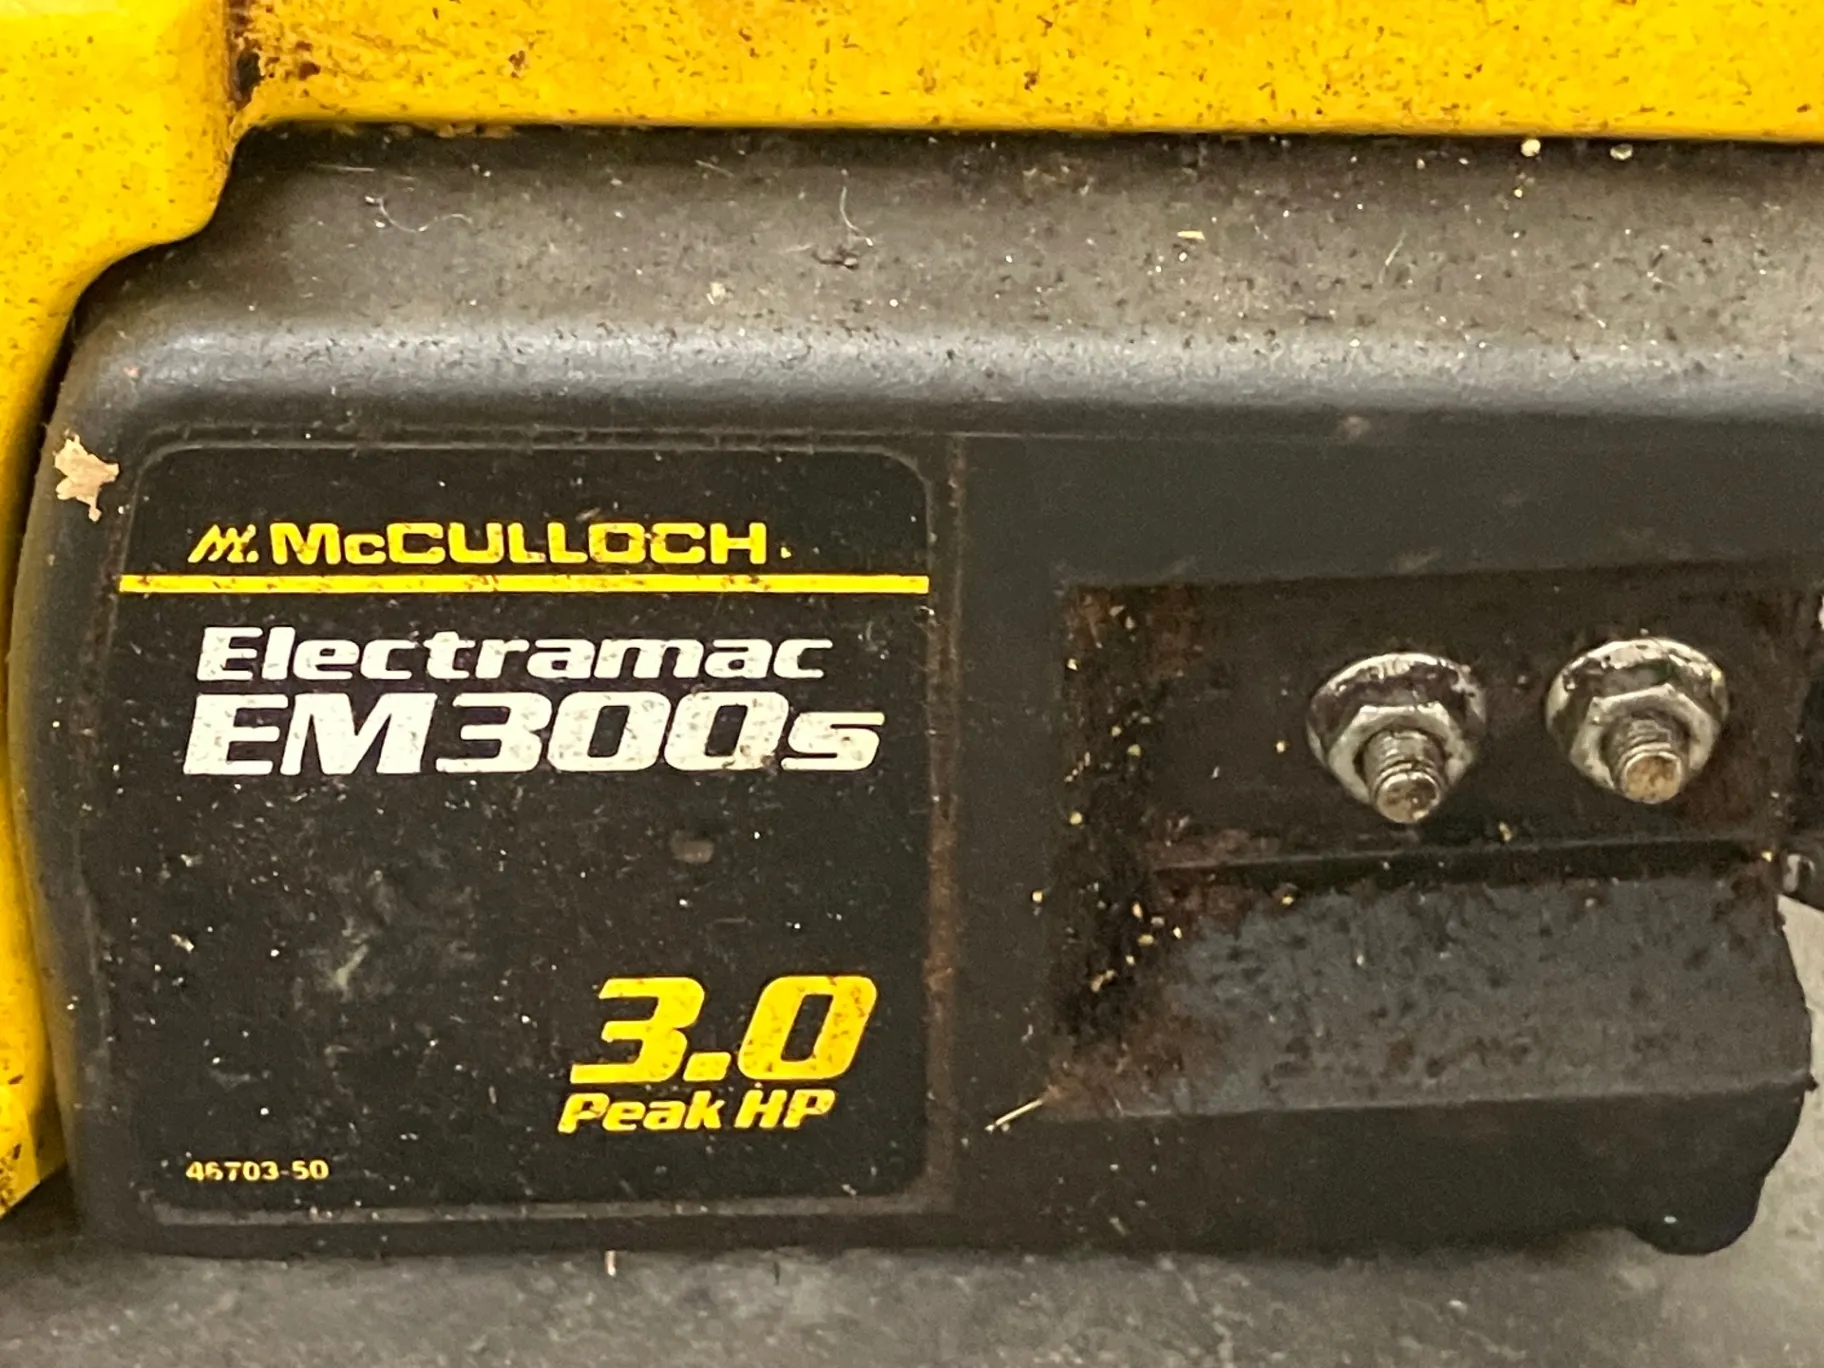 McCULLOCH
Electramac
EM300s
3.0
Peak HP
46703-50